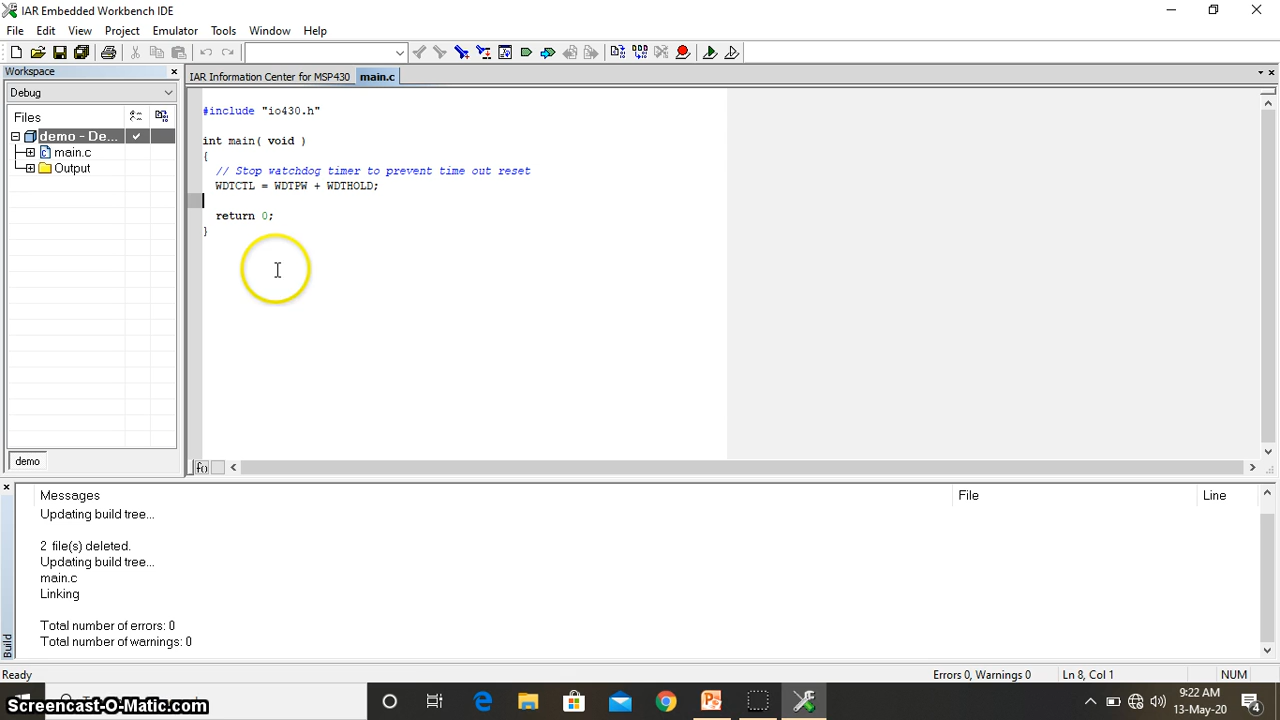 IAR Embedded Workbench IDE
File Edit View Project Emulator Tools Window Help
Workspace
IAR Information Center for MSP430 main.c
Debug
Files
demo - De...
main.c
Output
demo
#include "io430.h"
int main( void )
{
// Stop watchdog timer to prevent time out reset
WDTCTL = WDTPW + WDTHOLD;
return 0;
}
f()
Messages File Line
Updating build tree...
2 file(s) deleted.
Updating build tree...
main.c
Linking
Total number of errors: 0
Total number of warnings: 0
Build
Ready Errors 0, Warnings 0 Ln 8, Col 1 NUM
Screencast-O-Matic.com
9:22 AM
13-May-20
4